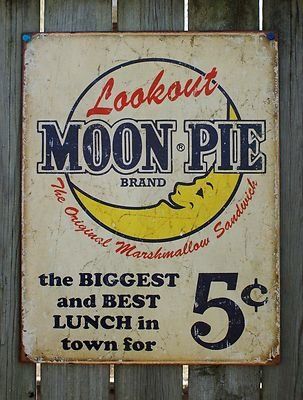 Lookout
MOON® PIE
BRAND
The Original Marshmallow Sandwich
the BIGGEST
and BEST
LUNCH in
town for
5¢